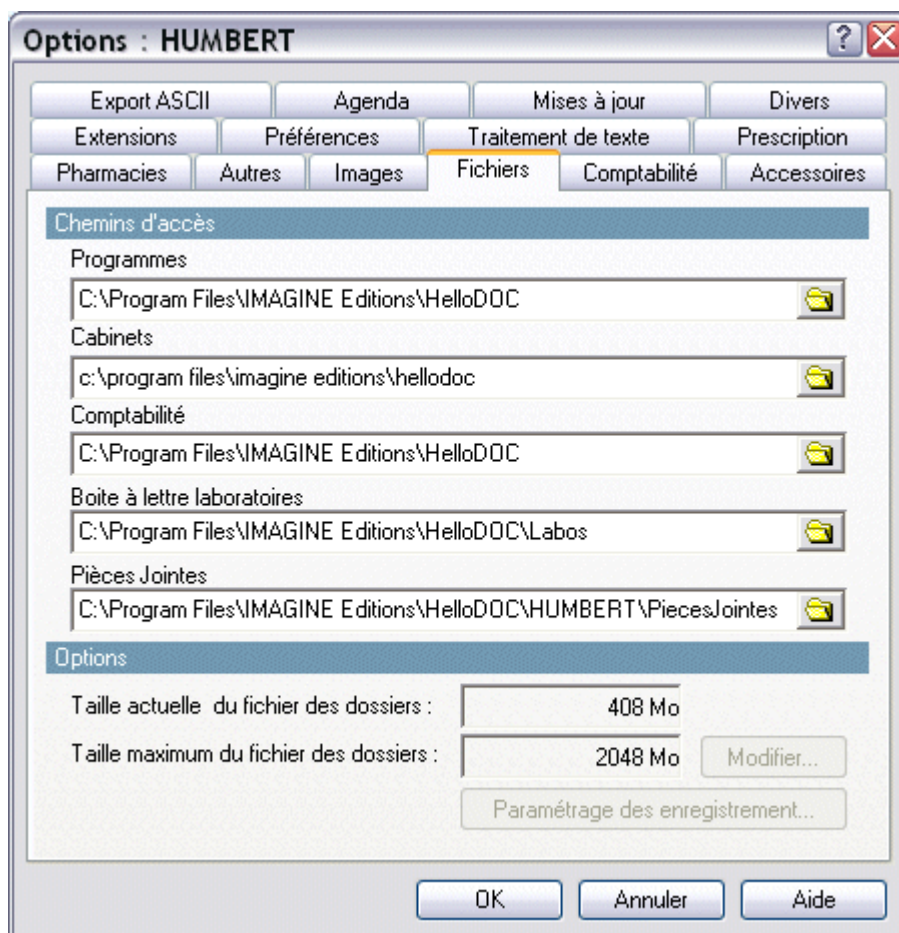 Options : HUMBERT
Export ASCII Agenda Mises à jour Divers
Extensions Préférences Traitement de texte Prescription
Pharmacies Autres Images Fichiers Comptabilité Accessoires
Chemins d'accès
Programmes
C:\Program Files\IMAGINE Editions\HelloDOC
Cabinets
c:\program files\imagine editions\hellodoc
Comptabilité
C:\Program Files\IMAGINE Editions\HelloDOC
Boite à lettre laboratoires
C:\Program Files\IMAGINE Editions\HelloDOC\Labos
Pièces Jointes
C:\Program Files\IMAGINE Editions\HelloDOC\HUMBERT\PiecesJointes
Options
Taille actuelle du fichier des dossiers : 408 Mo
Taille maximum du fichier des dossiers : 2048 Mo Modifier...
Paramétrage des enregistrement...
OK Annuler Aide